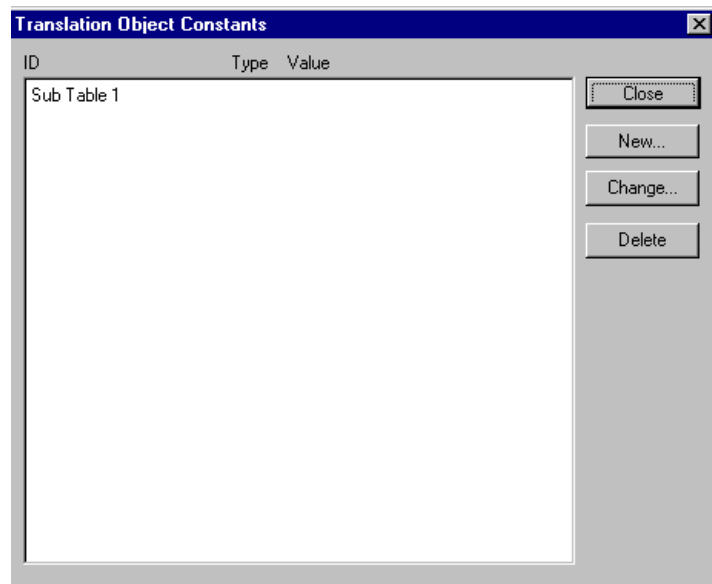 Translation Object Constants
ID Type Value
Sub Table 1
Close
New...
Change...
Delete